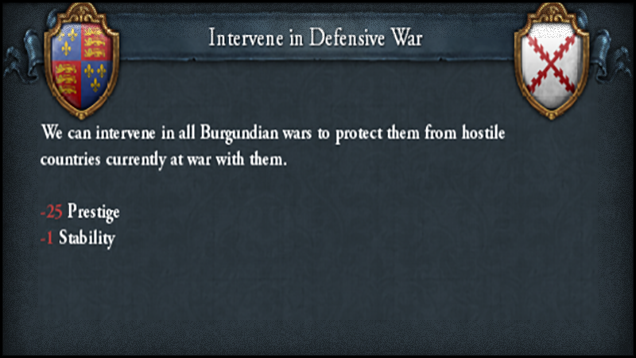 Intervene in Defensive War
We can intervene in all Burgundian wars to protect them from hostile
countries currently at war with them.
-25 Prestige
-1 Stability